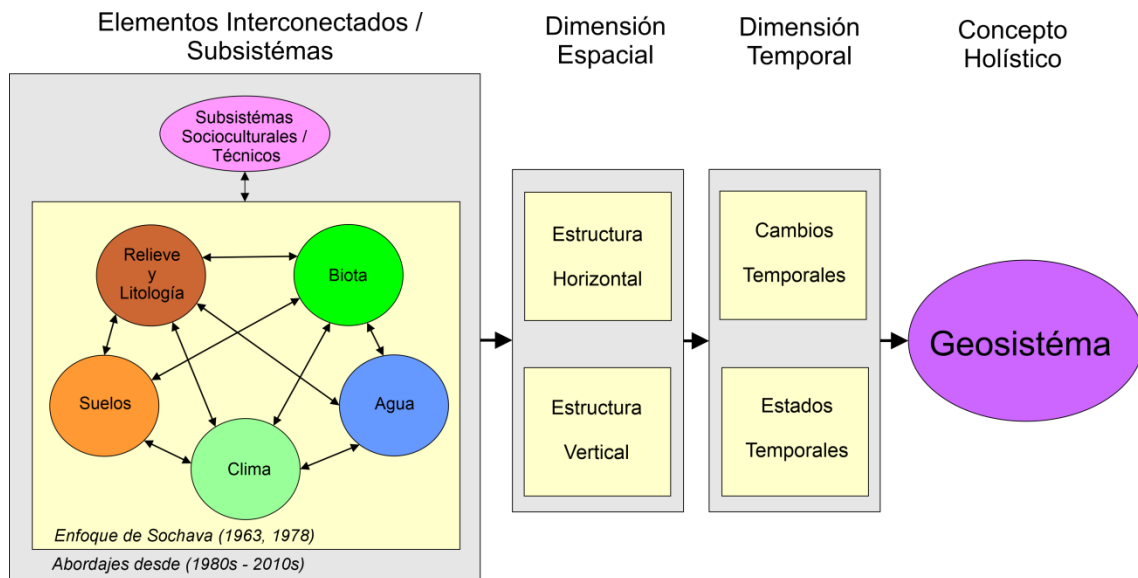 Elementos Interconectados /
Subsistémas
Dimensión
Espacial
Dimensión
Temporal
Concepto
Holístico
Subsistémas
Socioculturales /
Técnicos
Relieve
y
Litología
Biota
Suelos
Agua
Clima
Enfoque de Sochava (1963, 1978)
Abordajes desde (1980s - 2010s)
Estructura
Horizontal
Estructura
Vertical
Cambios
Temporales
Estados
Temporales
Geosistéma